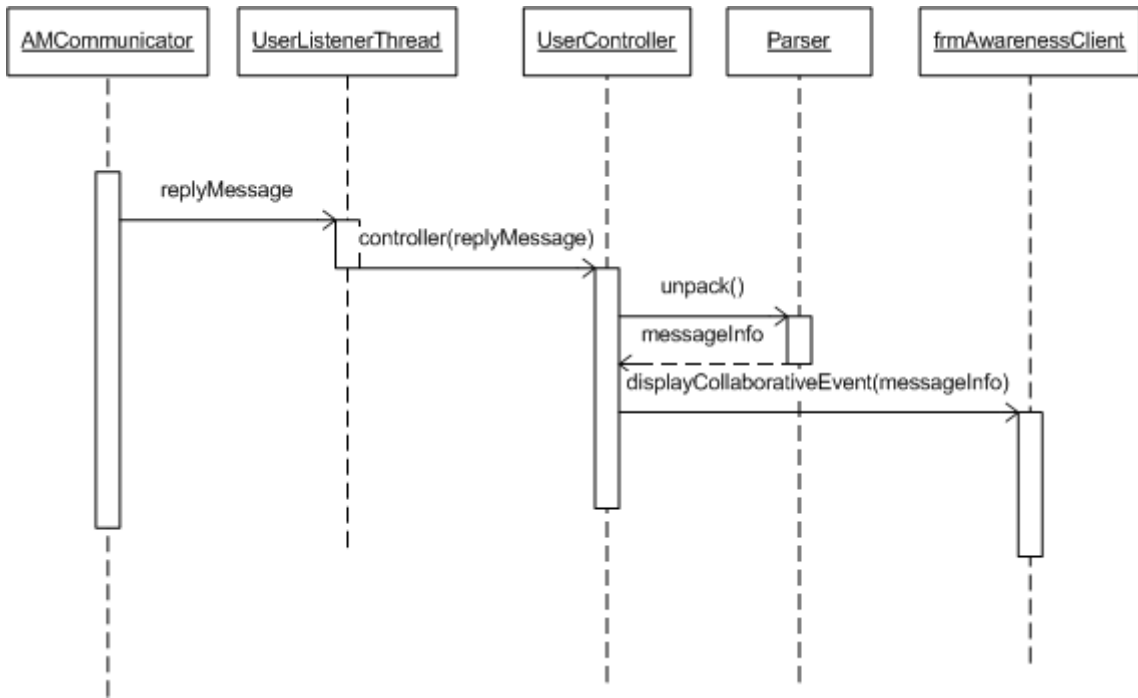 AMCommunicator
UserListenerThread
UserController
Parser
frmAwarenessClient
replyMessage
controller(replyMessage)
unpack()
messageInfo
displayCollaborativeEvent(messageInfo)